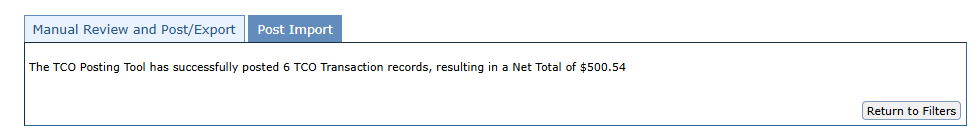 Manual Review and Post/Export
Post Import
The TCO Posting Tool has successfully posted 6 TCO Transaction records, resulting in a Net Total of $500.54
Return to Filters